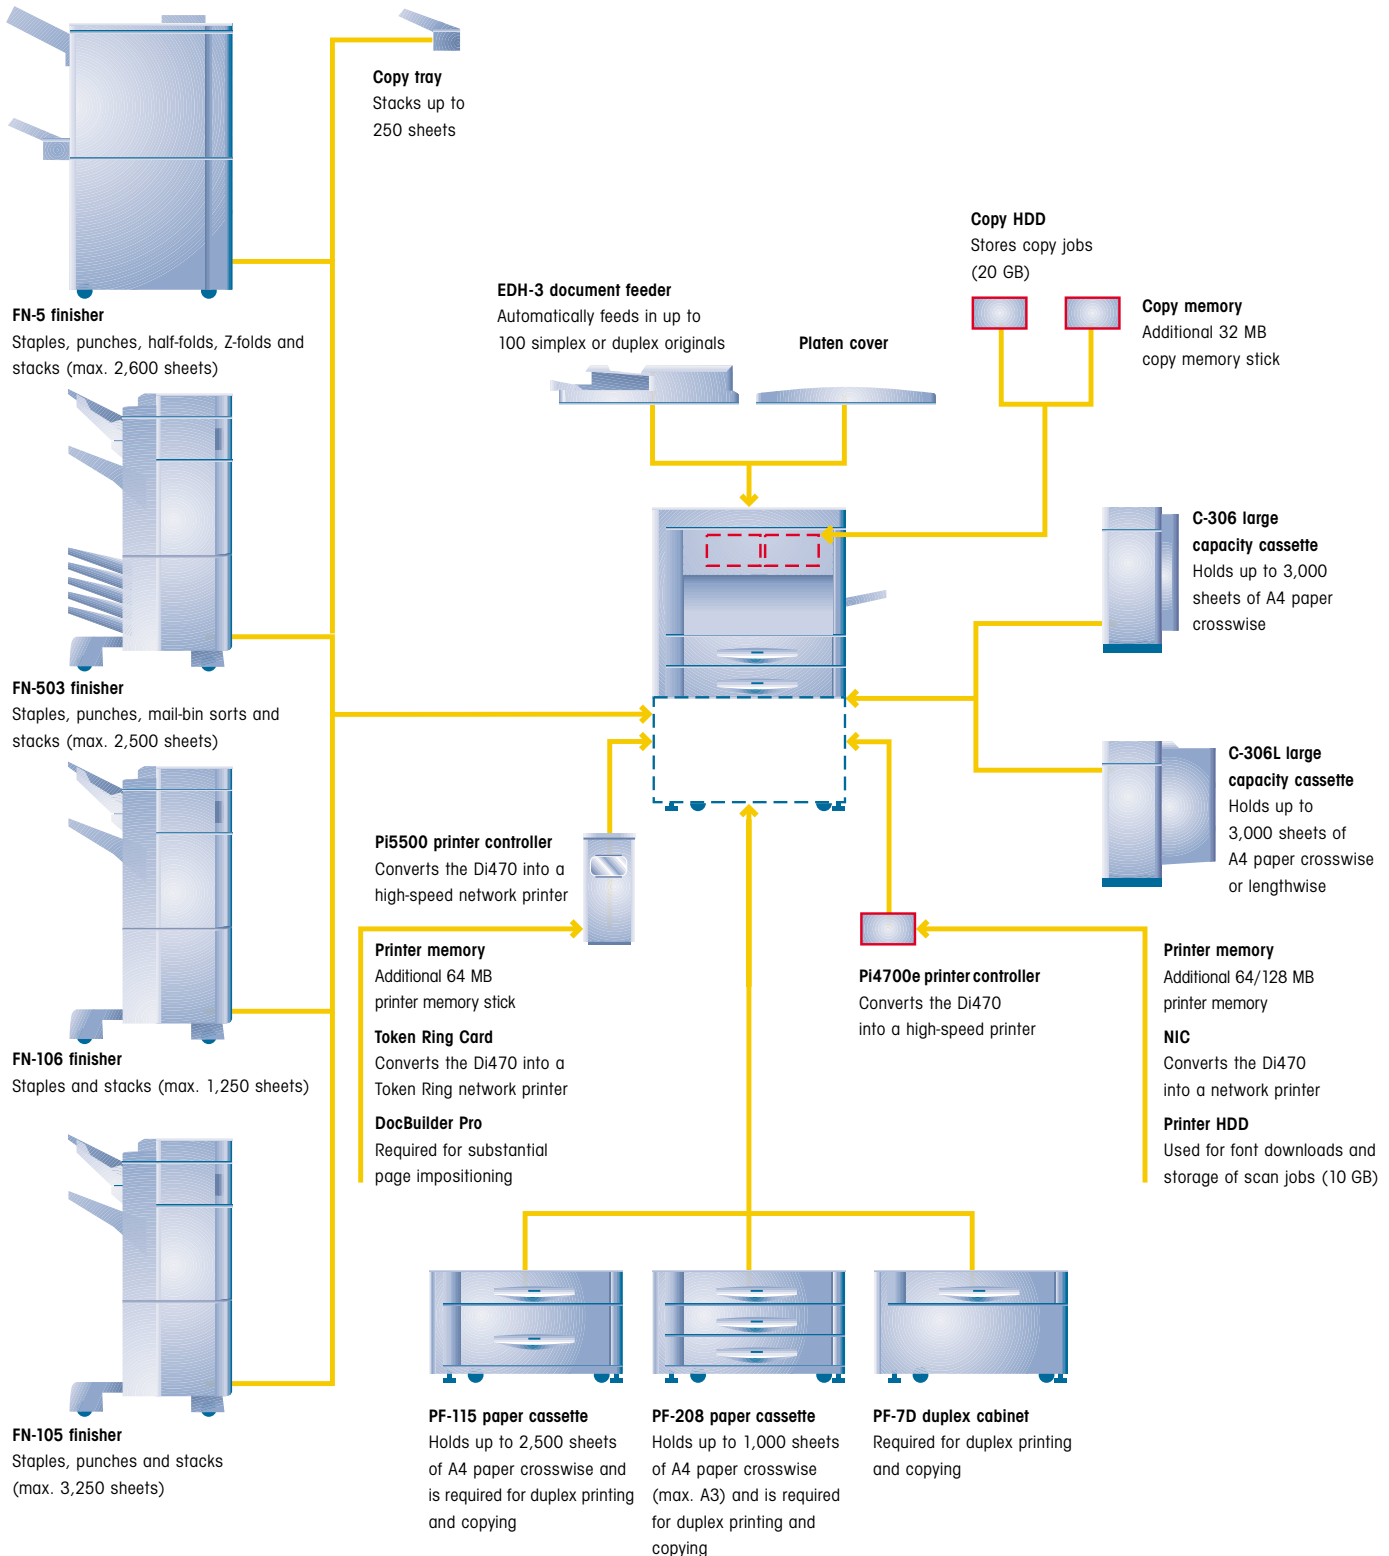 Copy tray
Stacks up to
250 sheets
Copy HDD
Stores copy jobs
(20 GB)
EDH-3 document feeder
Automatically feeds in up to
100 simplex or duplex originals
Platen cover
Copy memory
Additional 32 MB
copy memory stick
FN-5 finisher
Staples, punches, half-folds, Z-folds and
stacks (max. 2,600 sheets)
C-306 large
capacity cassette
Holds up to 3,000
sheets of A4 paper
crosswise
FN-503 finisher
Staples, punches, mail-bin sorts and
stacks (max. 2,500 sheets)
C-306L large
capacity cassette
Holds up to
3,000 sheets of
A4 paper crosswise
or lengthwise
Pi5500 printer controller
Converts the Di470 into a
high-speed network printer
Printer memory
Additional 64 MB
printer memory stick
Token Ring Card
Converts the Di470 into a
Token Ring network printer
DocBuilder Pro
Required for substantial
page impositioning
Pi4700e printer controller
Converts the Di470
into a high-speed printer
Printer memory
Additional 64/128 MB
printer memory
NIC
Converts the Di470
into a network printer
Printer HDD
Used for font downloads and
storage of scan jobs (10 GB)
FN-106 finisher
Staples and stacks (max. 1,250 sheets)
FN-105 finisher
Staples, punches and stacks
(max. 3,250 sheets)
PF-115 paper cassette
Holds up to 2,500 sheets
of A4 paper crosswise and
is required for duplex printing
and copying
PF-208 paper cassette
Holds up to 1,000 sheets
of A4 paper crosswise
(max. A3) and is required
for duplex printing and
copying
PF-7D duplex cabinet
Required for duplex printing
and copying